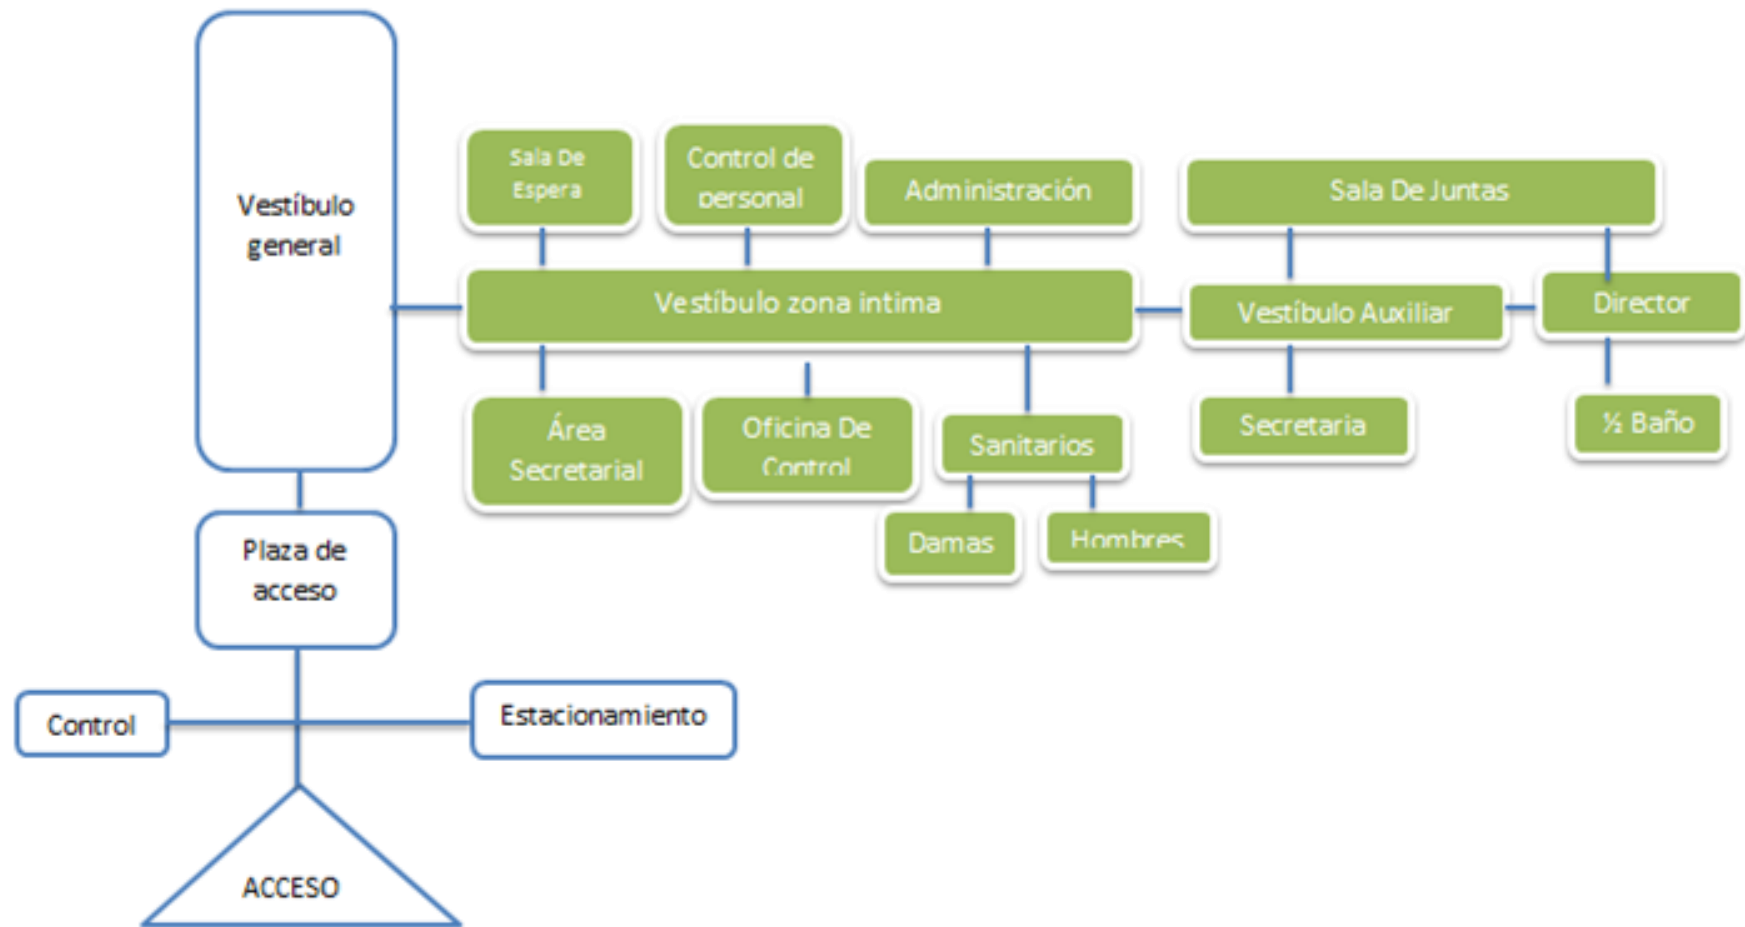 Vestíbulo
general
Sala De
Espera
Control de
personal
Administración
Sala De Juntas
Vestíbulo zona intima
Vestíbulo Auxiliar
Director
Área
Secretarial
Oficina De
Control
Sanitarios
Secretaria
½ Baño
Damas
Hombres
Plaza de
acceso
Control
Estacionamiento
ACCESO